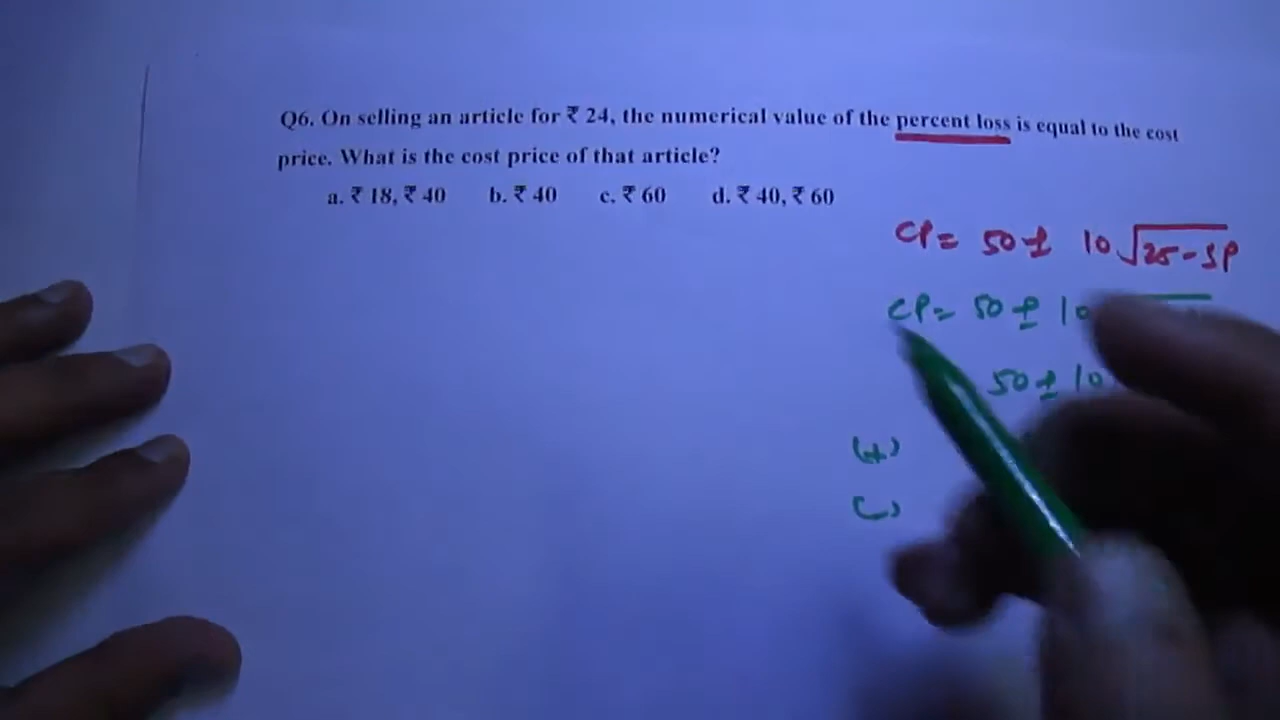 Q6. On selling an article for ₹ 24, the numerical value of the percent loss is equal to the cost
price. What is the cost price of that article?
a. ₹ 18, ₹ 40 b. ₹ 40 c. ₹ 60 d. ₹ 40, ₹ 60
CP = 50 ± 10√25-SP
CP = 50 ± 10
50 ± 10
(+)
(-)